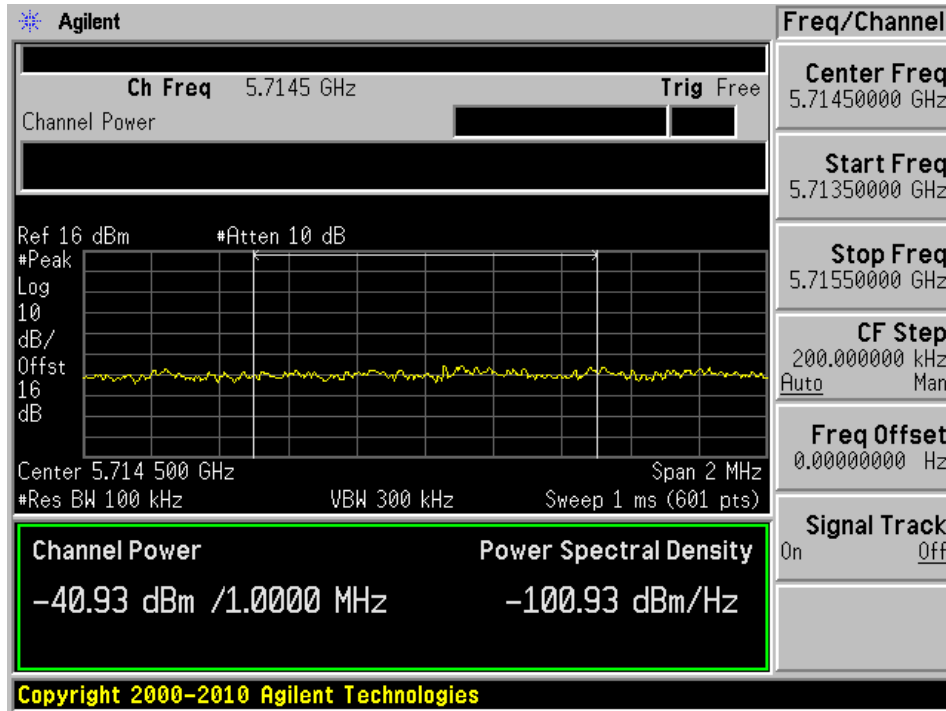 Agilent
Freq/Channel
Ch Freq 5.7145 GHz Trig Free
Channel Power
Center Freq
5.71450000 GHz
Start Freq
5.71350000 GHz
Stop Freq
5.71550000 GHz
CF Step
200.000000 kHz
Auto Man
Freq Offset
0.00000000 Hz
Signal Track
On Off
Ref 16 dBm #Atten 10 dB
#Peak
Log
10
dB/
Offst
16
dB
Center 5.714 500 GHz Span 2 MHz
#Res BW 100 kHz VBW 300 kHz Sweep 1 ms (601 pts)
Channel Power Power Spectral Density
-40.93 dBm /1.0000 MHz -100.93 dBm/Hz
Copyright 2000-2010 Agilent Technologies